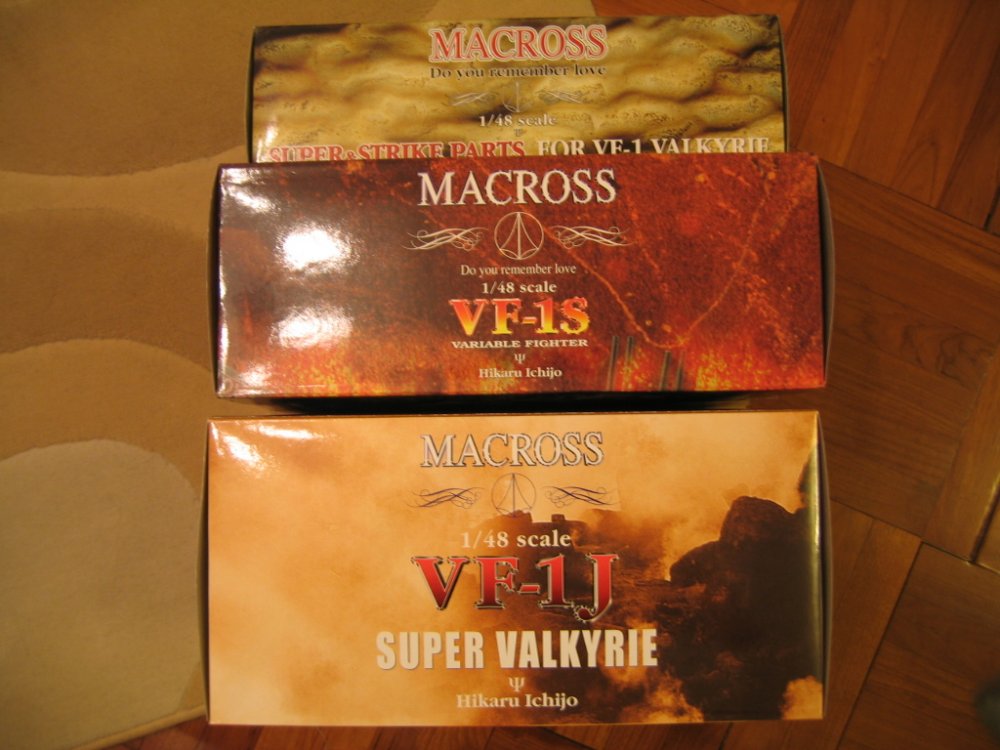 MACROSS
Do you remember love
1/48 scale
SUPER & STRIKE PARTS FOR VF-1 VALKYRIE
MACROSS
Do you remember love
1/48 scale
VF-1S
VARIABLE FIGHTER
Hikaru Ichijo
MACROSS
1/48 scale
VF-1J
SUPER VALKYRIE
Hikaru Ichijo